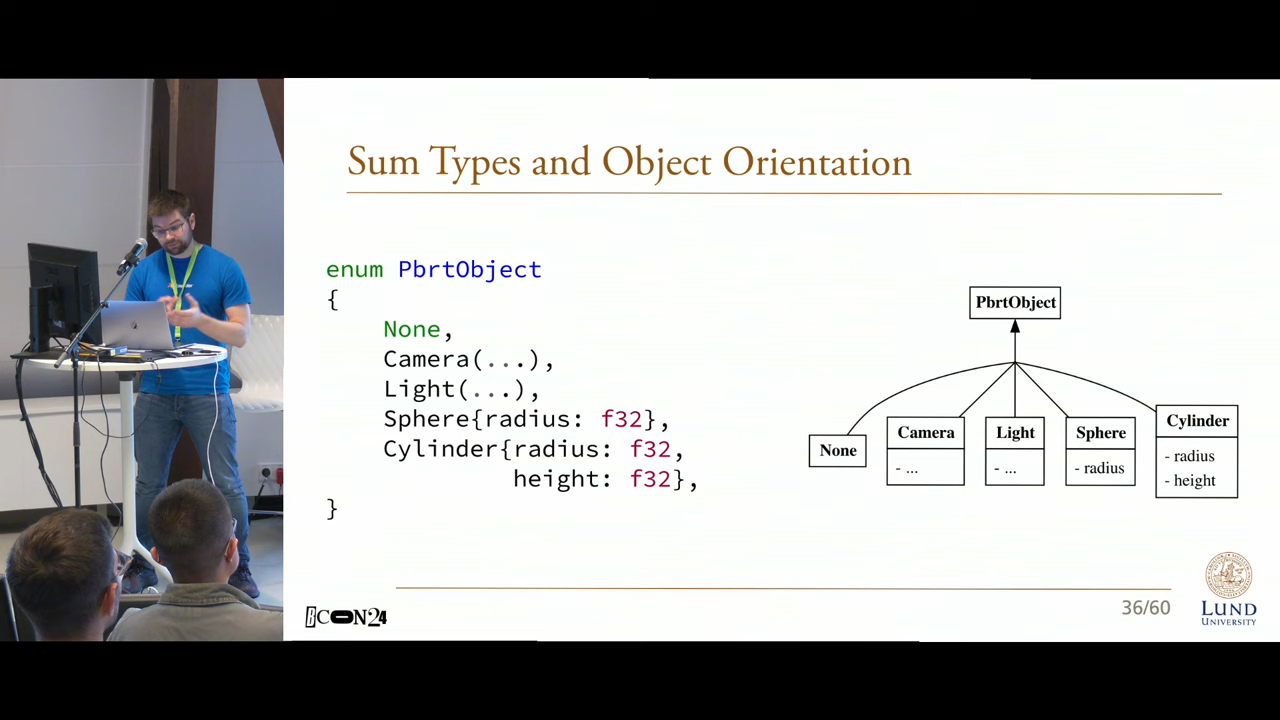 Sum Types and Object Orientation
enum PbrtObject
{
None,
Camera(...),
Light(...),
Sphere{radius: f32},
Cylinder{radius: f32,
height: f32},
}
PbrtObject
None
Camera
- ...
Light
- ...
Sphere
- radius
Cylinder
- radius
- height
BCON24
36/60
LUND
UNIVERSITY